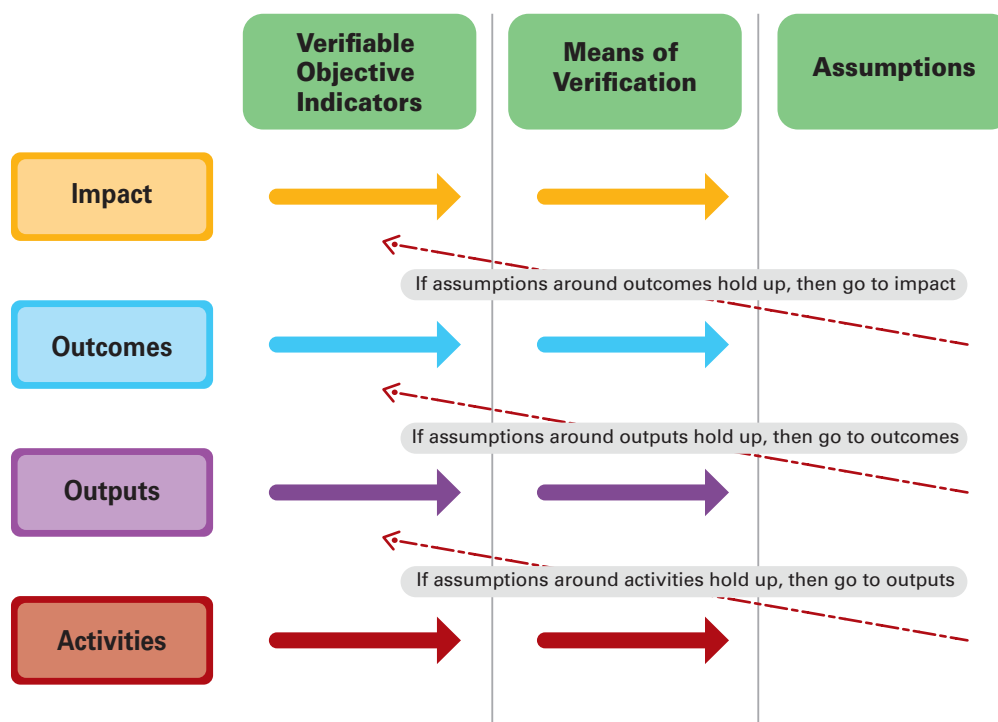 Verifiable
Objective
Indicators
Means of
Verification
Assumptions
Impact
If assumptions around outcomes hold up, then go to impact
Outcomes
If assumptions around outputs hold up, then go to outcomes
Outputs
If assumptions around activities hold up, then go to outputs
Activities